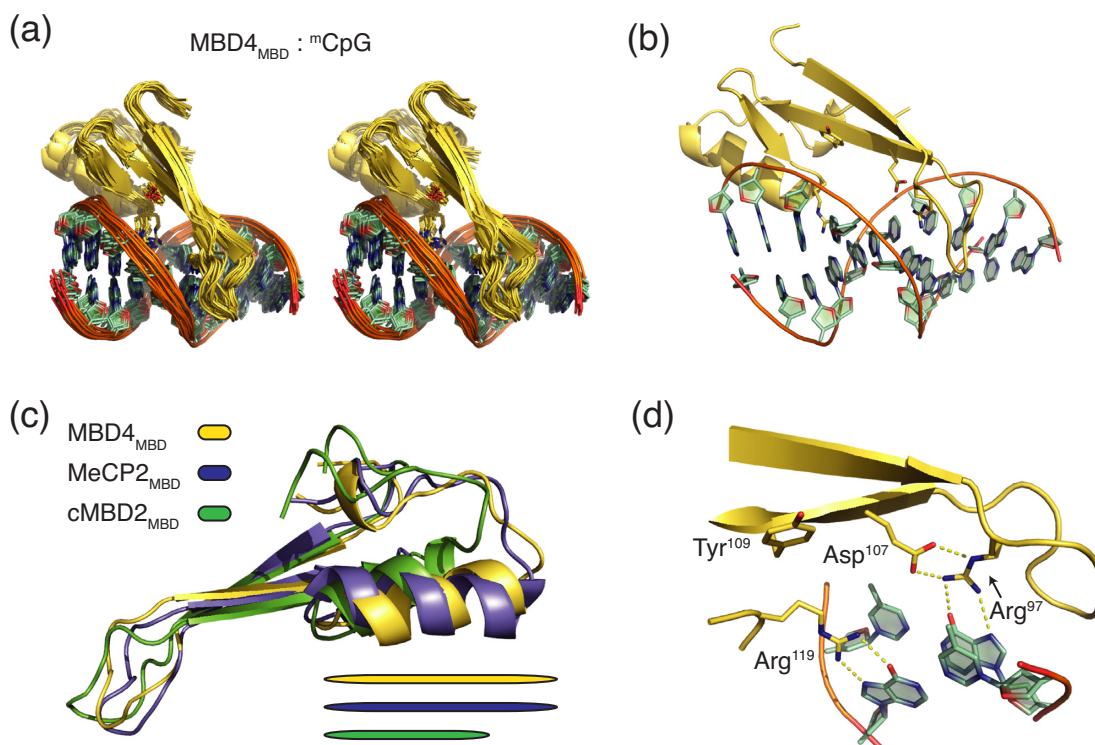 (a)
MBD4MBD : mCpG
(b)
(c)
MBD4MBD
MeCP2MBD
cMBD2MBD
(d)
Tyr109
Asp107
Arg97
Arg119